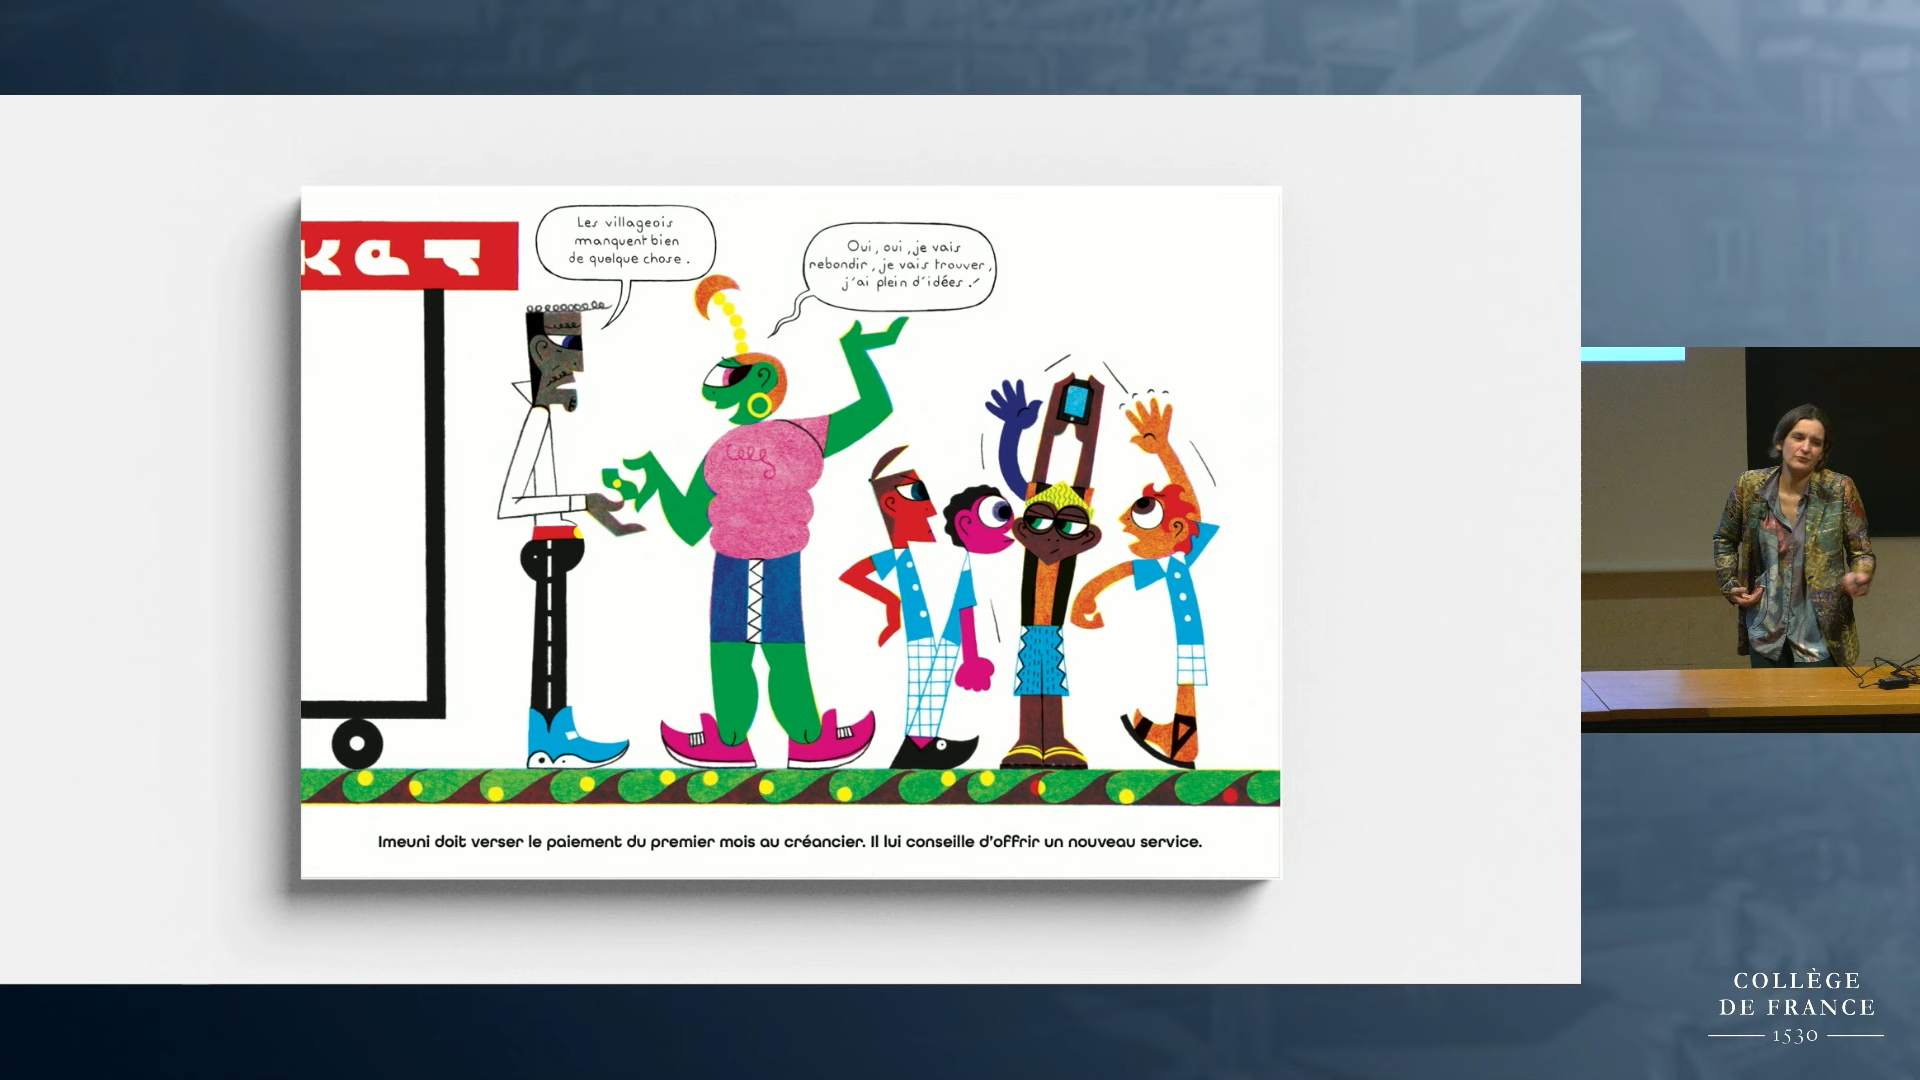 Les villageois
manquent bien
de quelque chose.
Oui, oui, je vais
rebondir, je vais trouver,
j'ai plein d'idées !
Imeuni doit verser le paiement du premier mois au créancier. Il lui conseille d'offrir un nouveau service.
COLLÈGE
DE FRANCE
1530